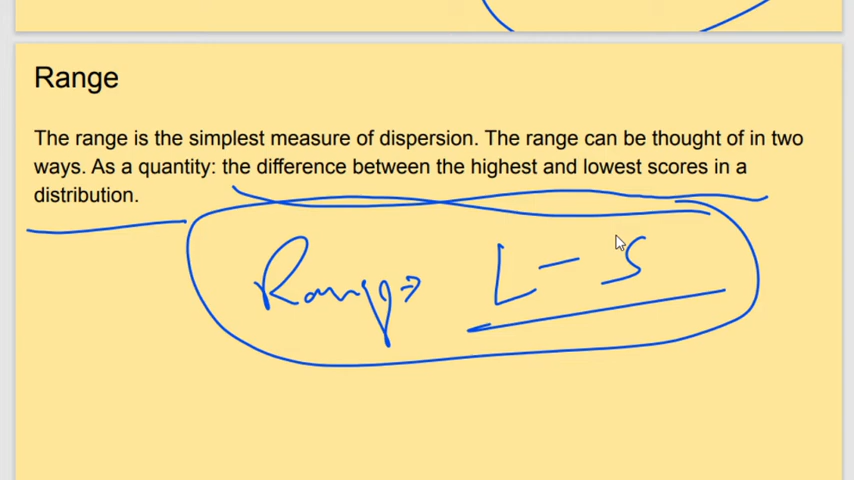 Range
The range is the simplest measure of dispersion. The range can be thought of in two
ways. As a quantity: the difference between the highest and lowest scores in a
distribution.
Range ⇒ L - S